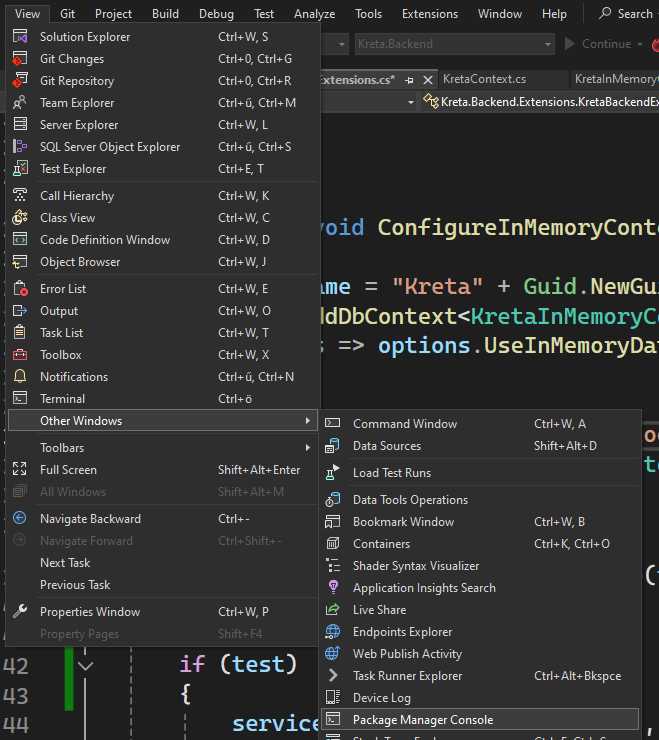 View Git Project Build Debug Test Analyze Tools Extensions Window Help Search
Solution Explorer Ctrl+W, S
Kreta.Backend Continue
Git Changes Ctrl+0, Ctrl+G
Git Repository Ctrl+0, Ctrl+R
Extensions.cs* KretaContext.cs KretaInMemory
Team Explorer Ctrl+ű, Ctrl+M
Kreta.Backend.Extensions.KretaBackendEx
Server Explorer Ctrl+W, L
SQL Server Object Explorer Ctrl+ű, Ctrl+S
Test Explorer Ctrl+E, T
Call Hierarchy Ctrl+W, K
Class View Ctrl+W, C
void ConfigureInMemoryConte
Code Definition Window Ctrl+W, D
Object Browser Ctrl+W, J
Error List Ctrl+W, E
ame = "Kreta" + Guid.NewGui
Output Ctrl+W, O
ddDbContext<KretaInMemoryCo
Task List Ctrl+W, T
s => options.UseInMemoryDat
Toolbox Ctrl+W, X
Notifications Ctrl+ű, Ctrl+N
Terminal Ctrl+ö
Other Windows
Toolbars
Full Screen Shift+Alt+Enter
All Windows Shift+Alt+M
Navigate Backward Ctrl+-
Navigate Forward Ctrl+Shift+-
Next Task
Previous Task
Properties Window Ctrl+W, P
Property Pages Shift+F4
Command Window Ctrl+W, A
Data Sources Shift+Alt+D
Load Test Runs
Data Tools Operations
Bookmark Window Ctrl+W, B
Containers Ctrl+K, Ctrl+O
Shader Syntax Visualizer
Application Insights Search
Live Share
Endpoints Explorer
Web Publish Activity
Task Runner Explorer Ctrl+Alt+Bkspce
Device Log
Package Manager Console
42 if (test)
43 {
44 service